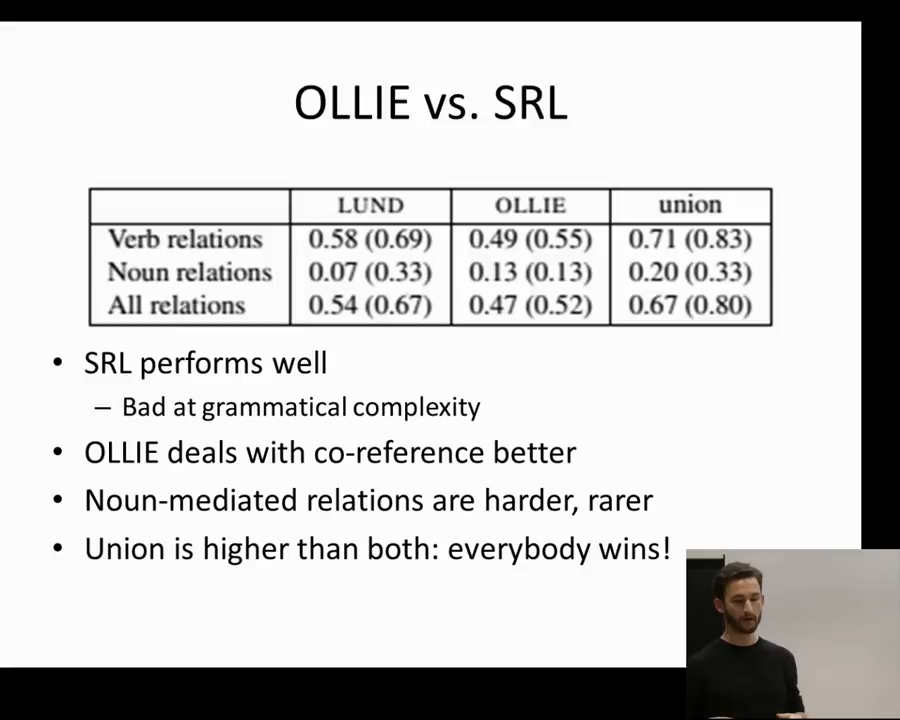 OLLIE vs. SRL
LUND OLLIE union
Verb relations 0.58 (0.69) 0.49 (0.55) 0.71 (0.83)
Noun relations 0.07 (0.33) 0.13 (0.13) 0.20 (0.33)
All relations 0.54 (0.67) 0.47 (0.52) 0.67 (0.80)
• SRL performs well
– Bad at grammatical complexity
• OLLIE deals with co-reference better
• Noun-mediated relations are harder, rarer
• Union is higher than both: everybody wins!